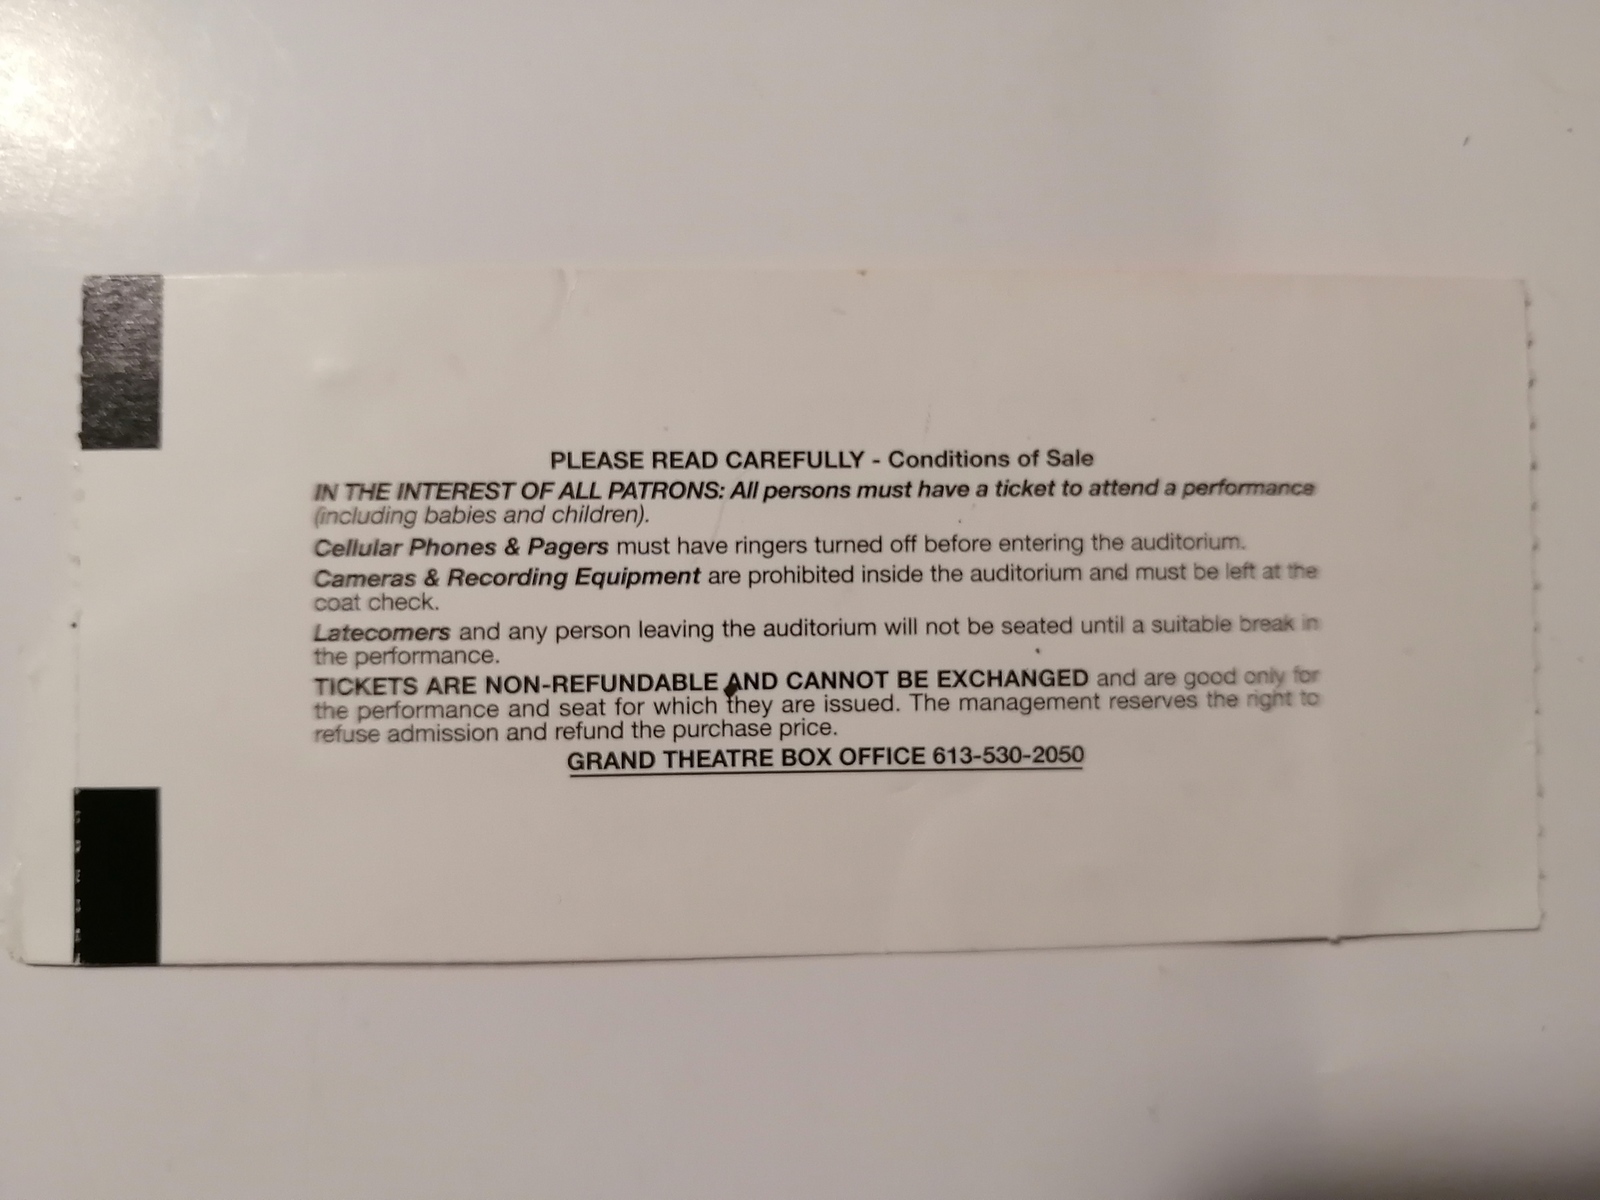 PLEASE READ CAREFULLY - Conditions of Sale
IN THE INTEREST OF ALL PATRONS: All persons must have a ticket to attend a performance
(including babies and children).
Cellular Phones & Pagers must have ringers turned off before entering the auditorium.
Cameras & Recording Equipment are prohibited inside the auditorium and must be left at the
coat check.
Latecomers and any person leaving the auditorium will not be seated until a suitable break in
the performance.
TICKETS ARE NON-REFUNDABLE AND CANNOT BE EXCHANGED and are good only for
the performance and seat for which they are issued. The management reserves the right to
refuse admission and refund the purchase price.
GRAND THEATRE BOX OFFICE 613-530-2050